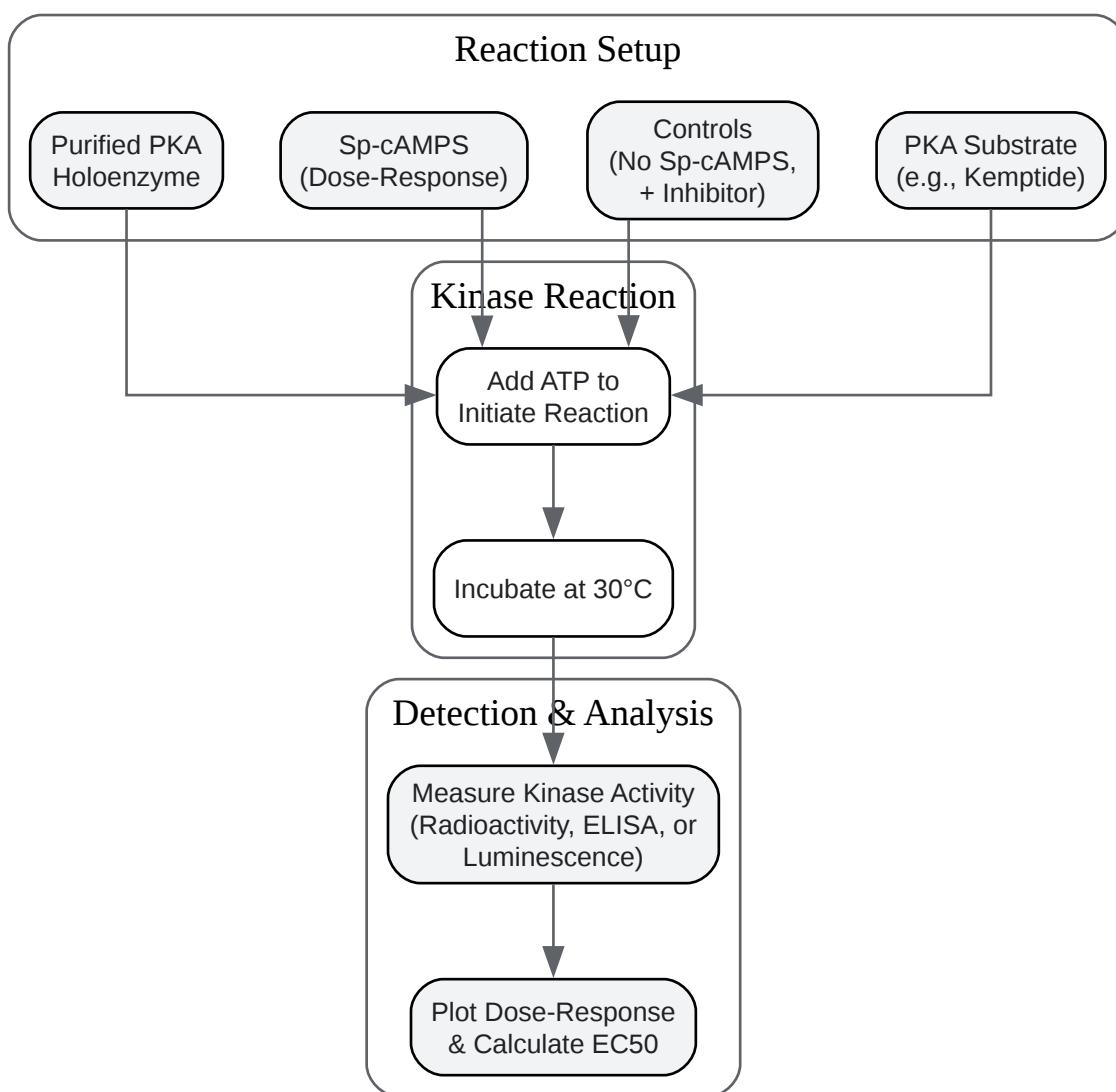 Reaction Setup
Purified PKA
Holoenzyme
Sp-cAMPS
(Dose-Response)
Controls
(No Sp-cAMPS,
+ Inhibitor)
PKA Substrate
(e.g., Kemptide)
Kinase Reaction
Add ATP to
Initiate Reaction
Incubate at 30°C
Detection & Analysis
Measure Kinase Activity
(Radioactivity, ELISA, or
Luminescence)
Plot Dose-Response
& Calculate EC50